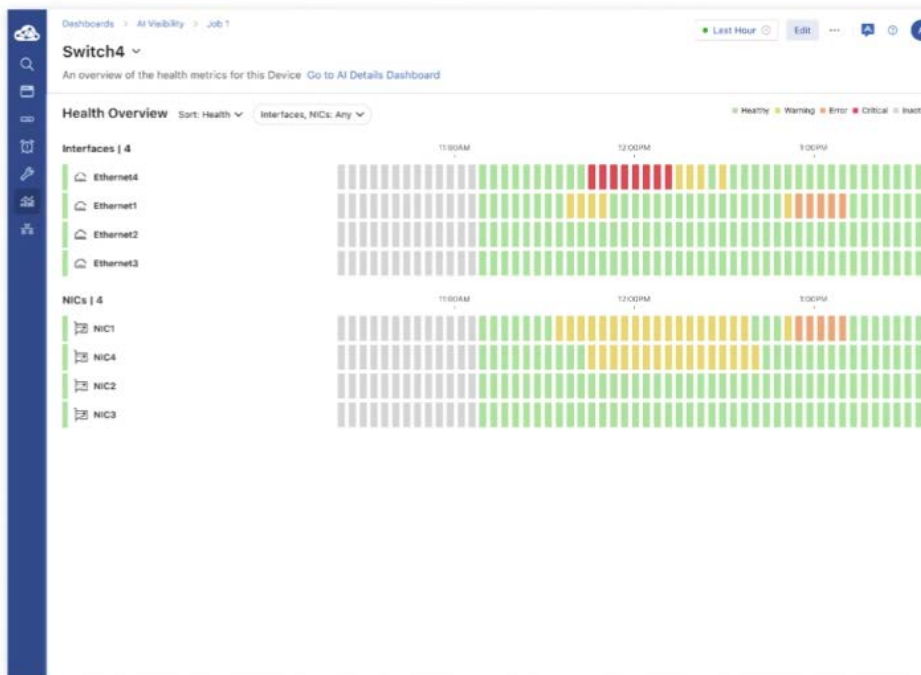 Dashboards > AI Visibility > Job 1
Last Hour
Edit
Switch4
An overview of the health metrics for this Device Go to AI Details Dashboard
Health Overview Sort: Health Interfaces, NICs: Any
Healthy Warning Error Critical
Interfaces | 4 11:00AM 12:00PM 1:00PM
Ethernet4
Ethernet1
Ethernet2
Ethernet3
NICs | 4 11:00AM 12:00PM 1:00PM
NIC1
NIC4
NIC2
NIC3